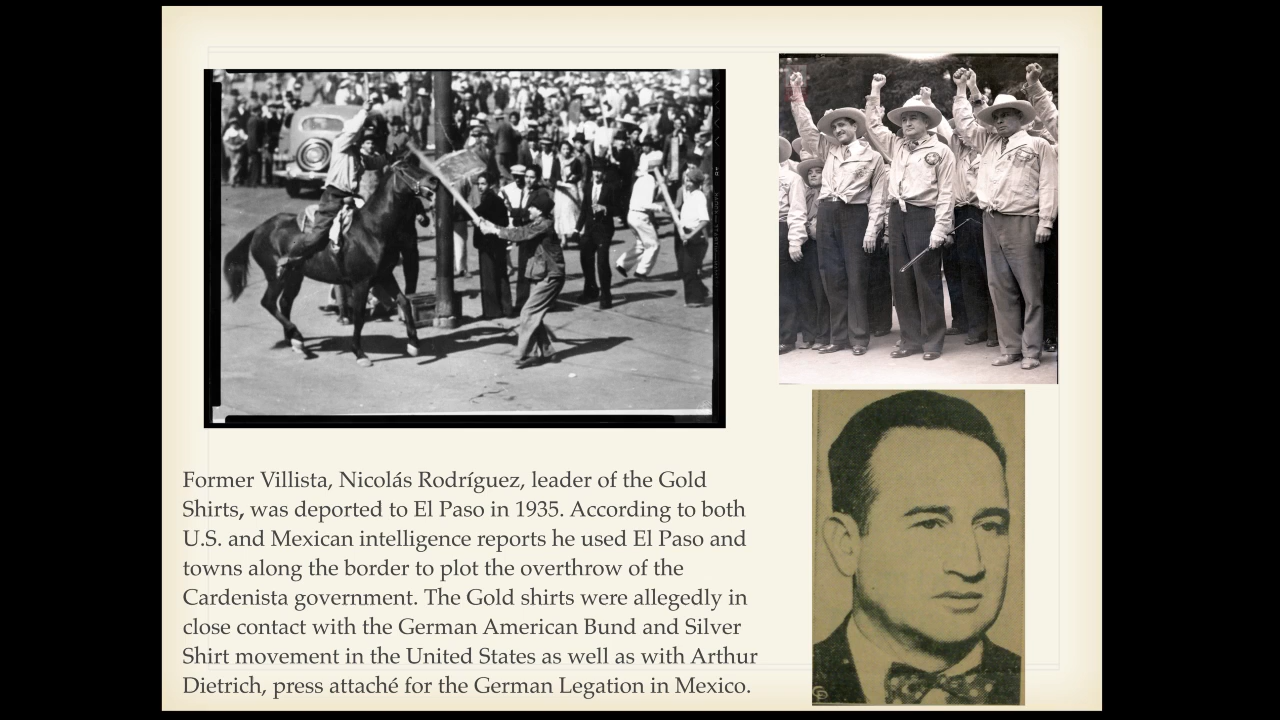 Former Villista, Nicolás Rodríguez, leader of the Gold
Shirts, was deported to El Paso in 1935. According to both
U.S. and Mexican intelligence reports he used El Paso and
towns along the border to plot the overthrow of the
Cardenista government. The Gold shirts were allegedly in
close contact with the German American Bund and Silver
Shirt movement in the United States as well as with Arthur
Dietrich, press attaché for the German Legation in Mexico.